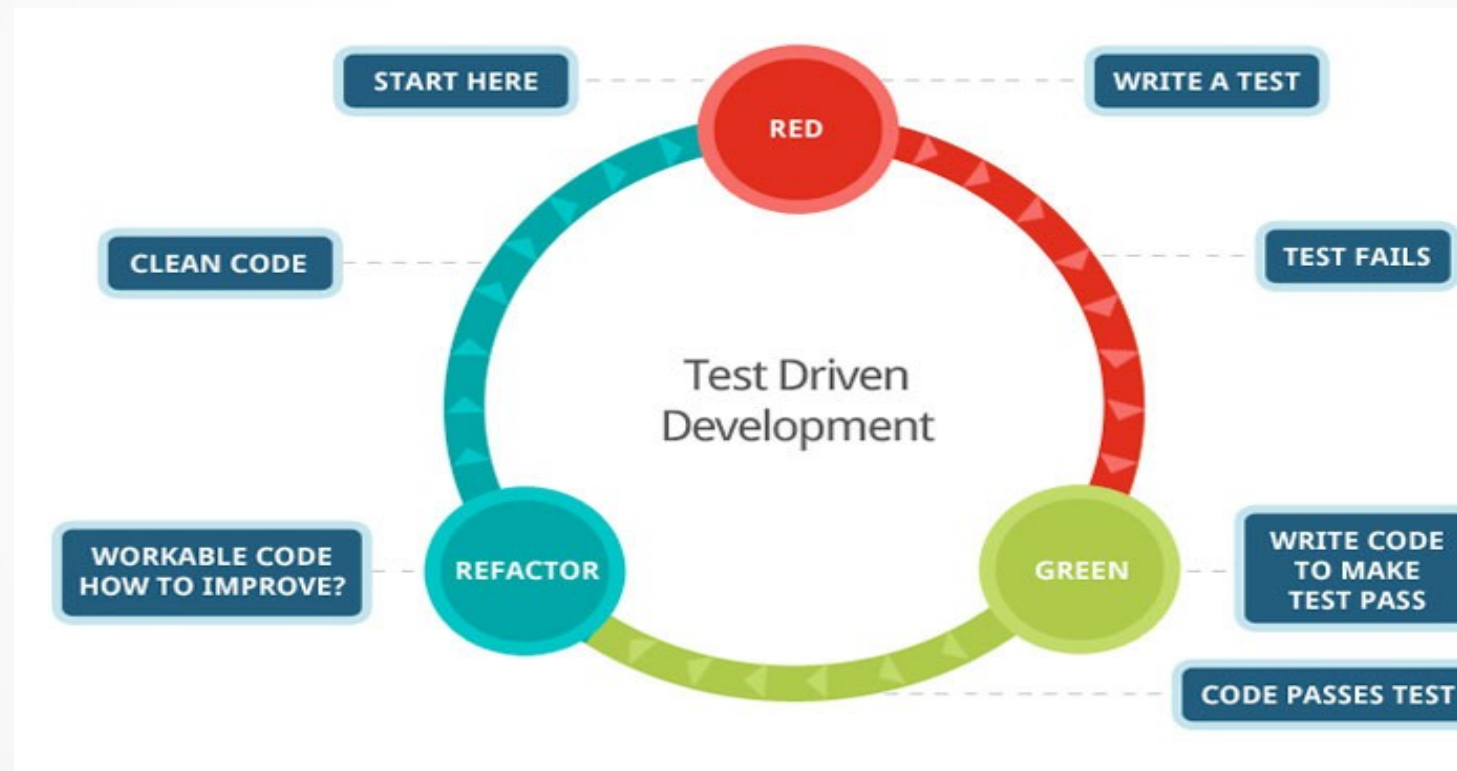 START HERE
RED
WRITE A TEST
CLEAN CODE
TEST FAILS
Test Driven
Development
WORKABLE CODE
HOW TO IMPROVE?
REFACTOR
GREEN
WRITE CODE
TO MAKE
TEST PASS
CODE PASSES TEST